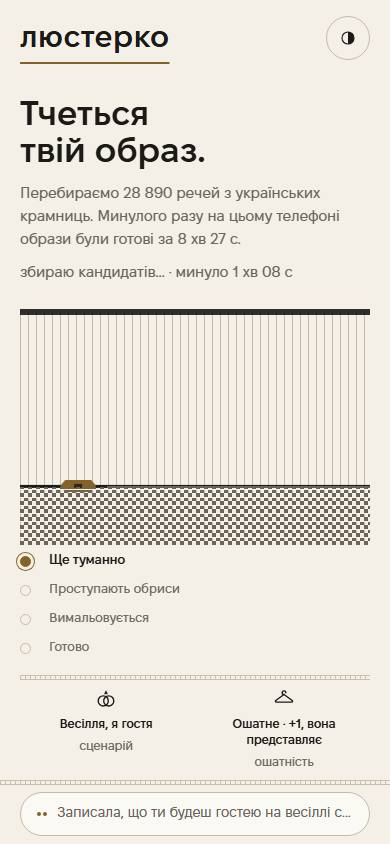 люстерко
Тчеться
твій образ.
Перебираємо 28 890 речей з українських
крамниць. Минулого разу на цьому телефоні
образи були готові за 8 хв 27 с.
збираю кандидатів... · минуло 1 хв 08 с
Ще туманно
Проступають обриси
Вимальовується
Готово
Весілля, я гостя
сценарій
Ошатне · +1, вона
представляє
ошатність
Записала, що ти будеш гостею на весіллі с...